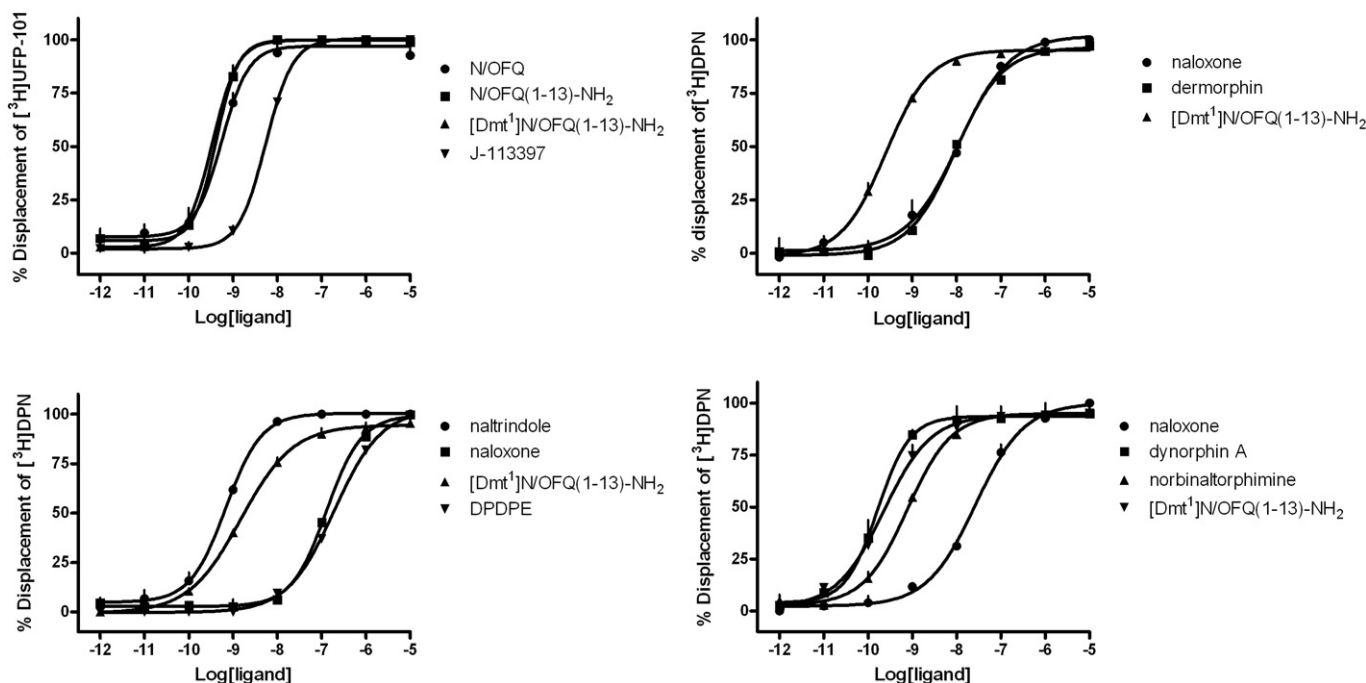 % Displacement of [³H]UFP-101
100
75
50
25
0
-12 -11 -10 -9 -8 -7 -6 -5
Log[ligand]
N/OFQ
N/OFQ(1-13)-NH₂
[Dmt¹]N/OFQ(1-13)-NH₂
J-113397
% displacement of[³H]DPN
100
75
50
25
0
-12 -11 -10 -9 -8 -7 -6 -5
Log[ligand]
naloxone
dermorphin
[Dmt¹]N/OFQ(1-13)-NH₂
% Displacement of [³H]DPN
100
75
50
25
0
-12 -11 -10 -9 -8 -7 -6 -5
Log[ligand]
naltrindole
naloxone
[Dmt¹]N/OFQ(1-13)-NH₂
DPDPE
% Displacement of [³H]DPN
100
75
50
25
0
-12 -11 -10 -9 -8 -7 -6 -5
Log[ligand]
naloxone
dynorphin A
norbinaltorphimine
[Dmt¹]N/OFQ(1-13)-NH₂